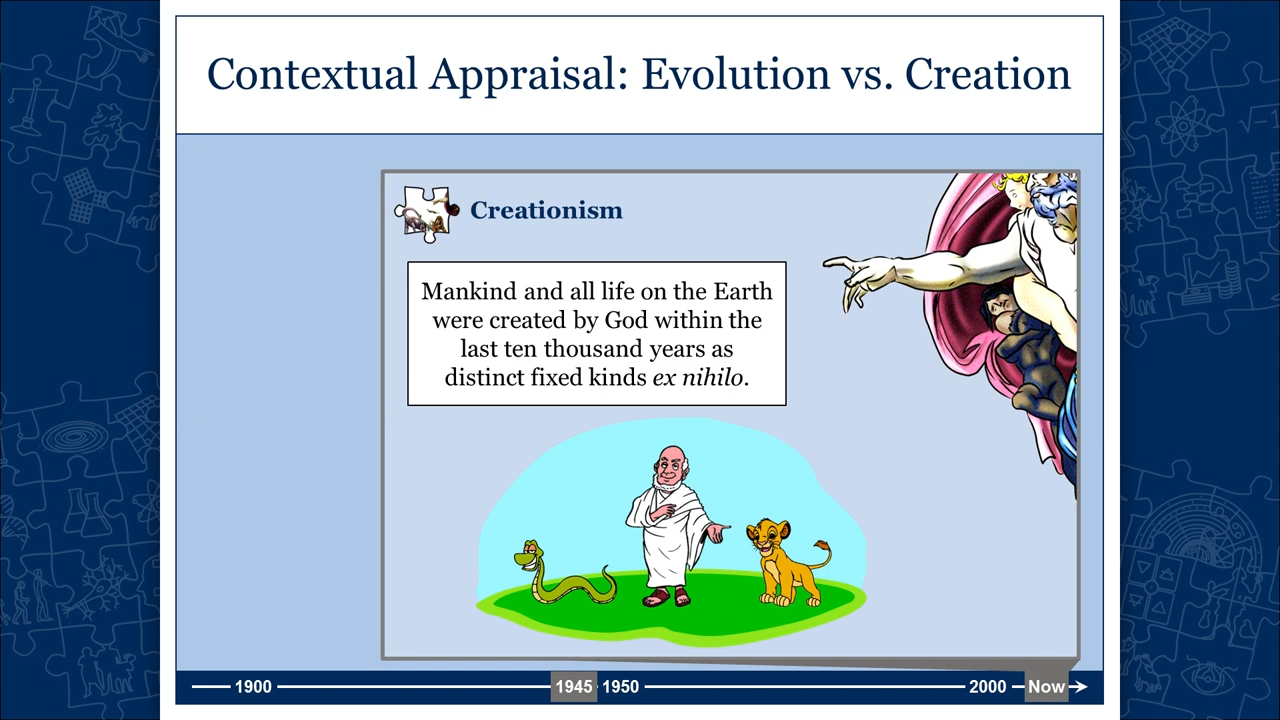 Contextual Appraisal: Evolution vs. Creation
Creationism
Mankind and all life on the Earth
were created by God within the
last ten thousand years as
distinct fixed kinds ex nihilo.
1900 1945 1950 2000 Now